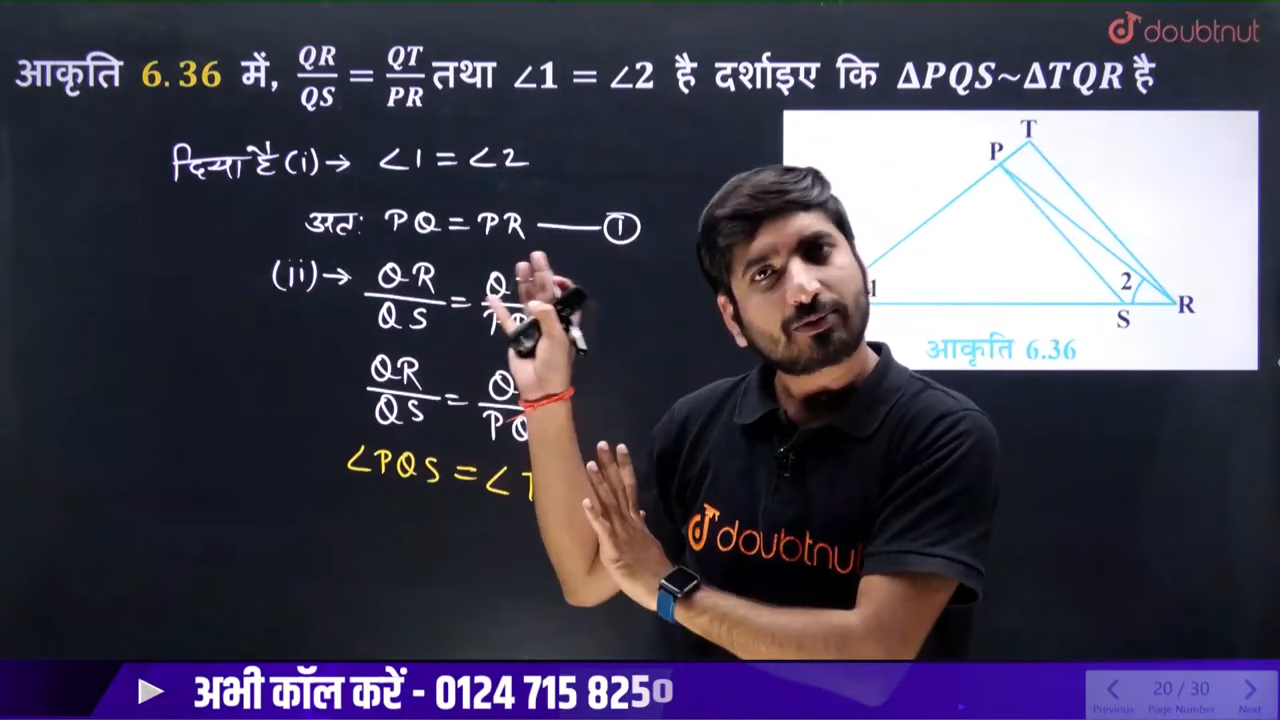 doubtnut
आकृति 6.36 में, QR/QS = QT/PR तथा ∠1 = ∠2 है दर्शाइए कि ΔPQS~ΔTQR है
दिया है (i) → ∠1 = ∠2
अतः PQ = PR —— ①
(ii) → QR/QS = Q
QR/QS = Q/PQ
∠PQS = ∠T
T
P
1
2
S
R
आकृति 6.36
doubtnut
अभी कॉल करें - 0124 715 8250
20 / 30
Previous Page Number Next